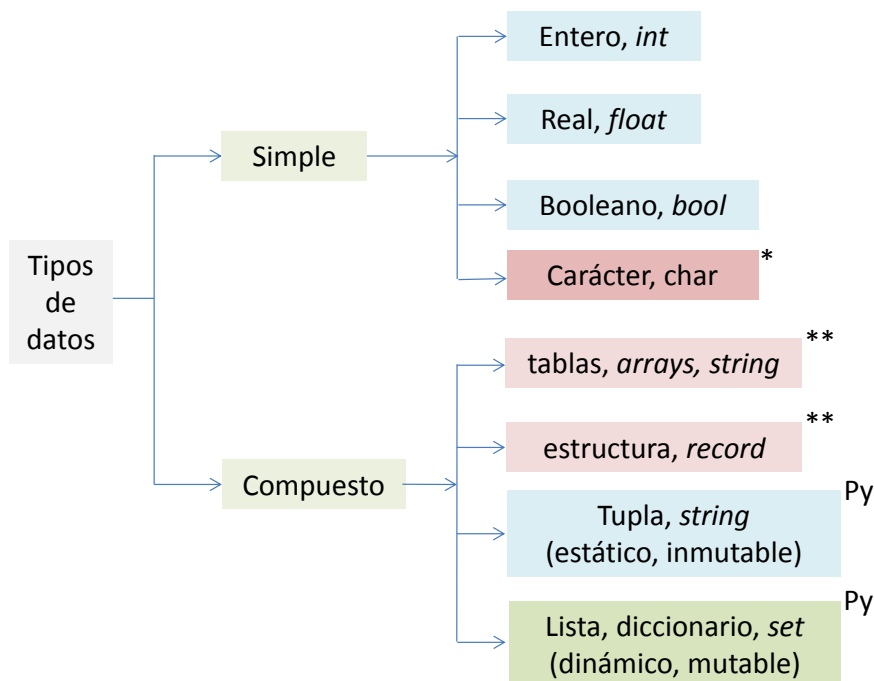 Tipos
de
datos
Simple
Entero, int
Real, float
Booleano, bool
Carácter, char *
Compuesto
tablas, arrays, string **
estructura, record **
Tupla, string Py
(estático, inmutable)
Lista, diccionario, set Py
(dinámico, mutable)